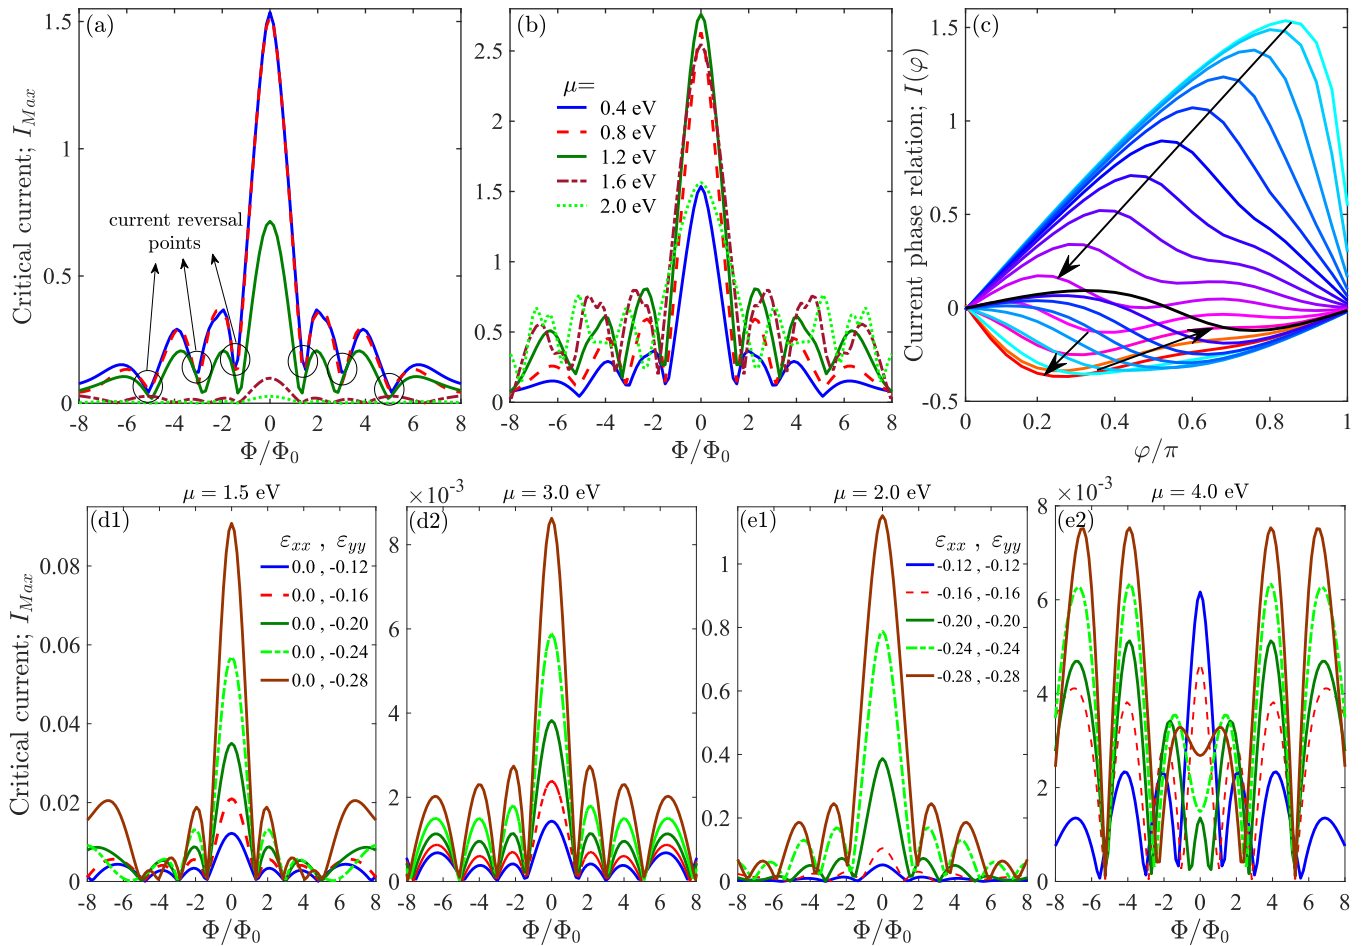 (a)
Critical current; I_Max
1.5
1
0.5
0
current reversal
points
-8 -6 -4 -2 0 2 4 6 8
Φ/Φ₀
(b)
2.5
2
1.5
1
0.5
0
μ=
0.4 eV
0.8 eV
1.2 eV
1.6 eV
2.0 eV
-8 -6 -4 -2 0 2 4 6 8
Φ/Φ₀
(c)
Current phase relation; I(φ)
1.5
1
0.5
0
-0.5
0 0.2 0.4 0.6 0.8 1
φ/π
μ = 1.5 eV
(d1)
Critical current; I_Max
0.08
0.06
0.04
0.02
0
ε_xx , ε_yy
0.0 , -0.12
0.0 , -0.16
0.0 , -0.20
0.0 , -0.24
0.0 , -0.28
-8 -6 -4 -2 0 2 4 6 8
Φ/Φ₀
×10⁻³ μ = 3.0 eV
(d2)
8
6
4
2
0
-8 -6 -4 -2 0 2 4 6 8
Φ/Φ₀
μ = 2.0 eV
(e1)
1
0.8
0.6
0.4
0.2
0
ε_xx , ε_yy
-0.12 , -0.12
-0.16 , -0.16
-0.20 , -0.20
-0.24 , -0.24
-0.28 , -0.28
-8 -6 -4 -2 0 2 4 6 8
Φ/Φ₀
×10⁻³ μ = 4.0 eV
(e2)
8
6
4
2
0
-8 -6 -4 -2 0 2 4 6 8
Φ/Φ₀